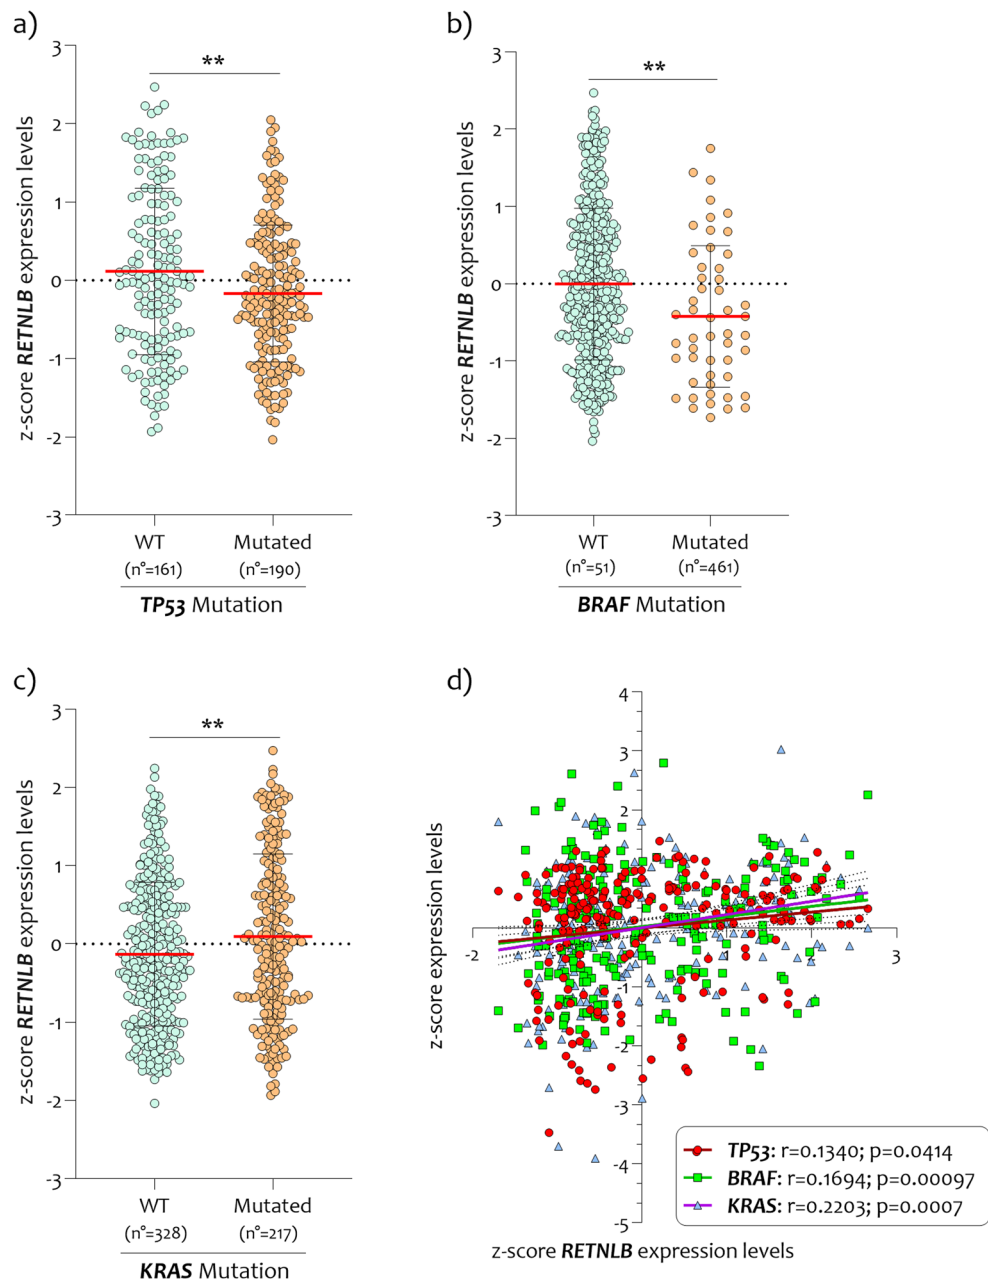 a)
**
3
2
1
0
-1
-2
-3
z-score RETNLB expression levels
WT
Mutated
(n°=161)
(n°=190)
TP53 Mutation
b)
**
3
2
1
0
-1
-2
-3
z-score RETNLB expression levels
WT
Mutated
(n°=51)
(n°=461)
BRAF Mutation
c)
**
3
2
1
0
-1
-2
-3
z-score RETNLB expression levels
WT
Mutated
(n°=328)
(n°=217)
KRAS Mutation
d)
4
3
2
1
-2
1
3
-1
-2
-3
-4
-5
z-score expression levels
TP53: r=0.1340; p=0.0414
BRAF: r=0.1694; p=0.00097
KRAS: r=0.2203; p=0.0007
z-score RETNLB expression levels